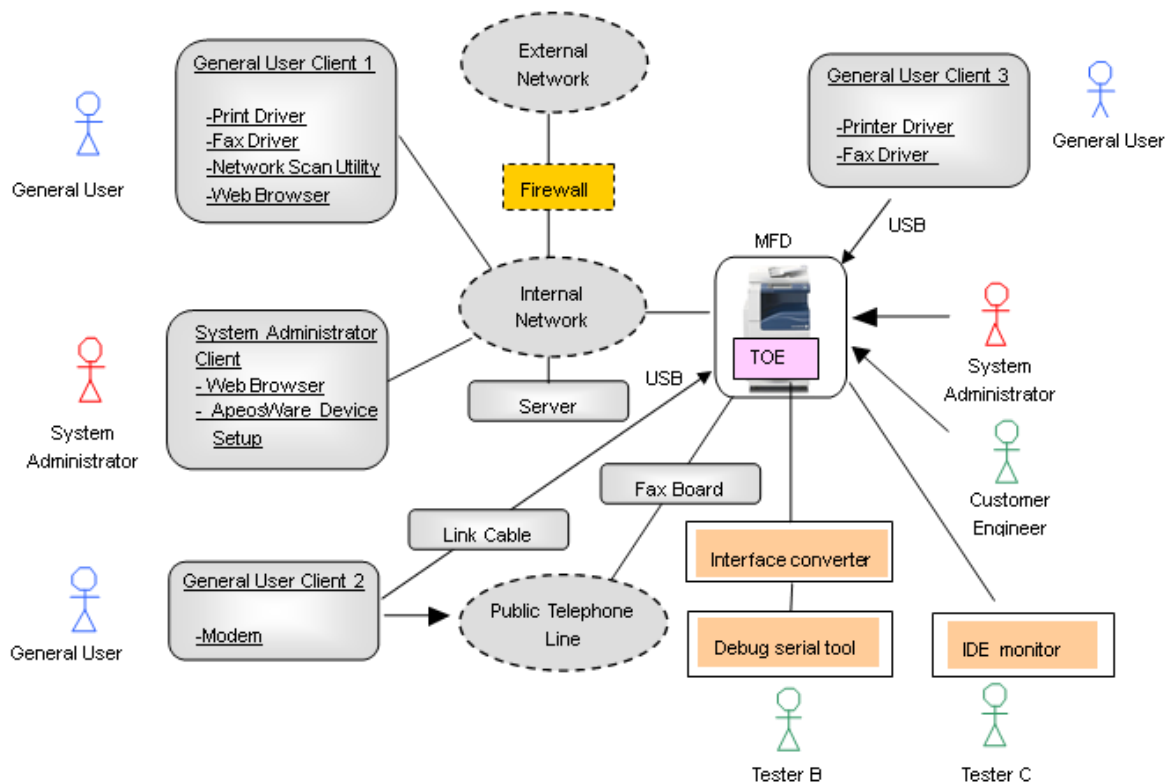 External
Network
General User Client 1
-Print Driver
-Fax Driver
-Network Scan Utility
-Web Browser
General User
General User Client 3
-Printer Driver
-Fax Driver
General User
Firewall
USB
MFD
Internal
Network
TOE
System Administrator
Client
- Web Browser
- ApeosWare Device
Setup
System
Administrator
System
Administrator
USB
Server
Fax Board
Customer
Engineer
Link Cable
Interface converter
General User Client 2
-Modem
General User
Public Telephone
Line
Debug serial tool
IDE monitor
Tester B
Tester C